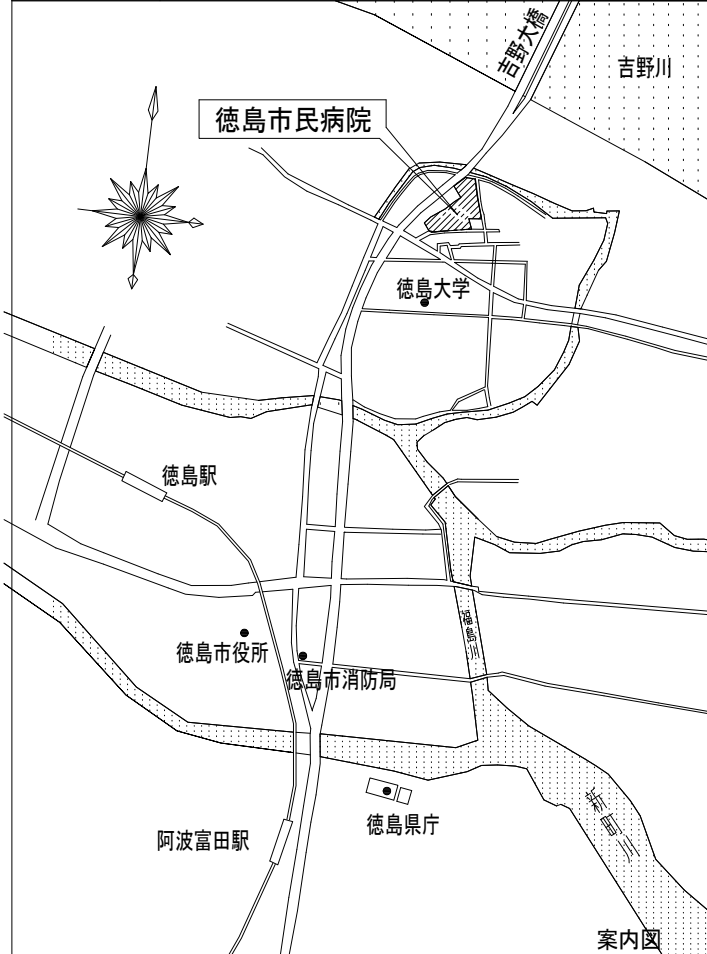 吉野大橋
吉野川
徳島市民病院
徳島大学
徳島駅
福島川
徳島市役所
徳島市消防局
新町川
徳島県庁
阿波富田駅
案内図